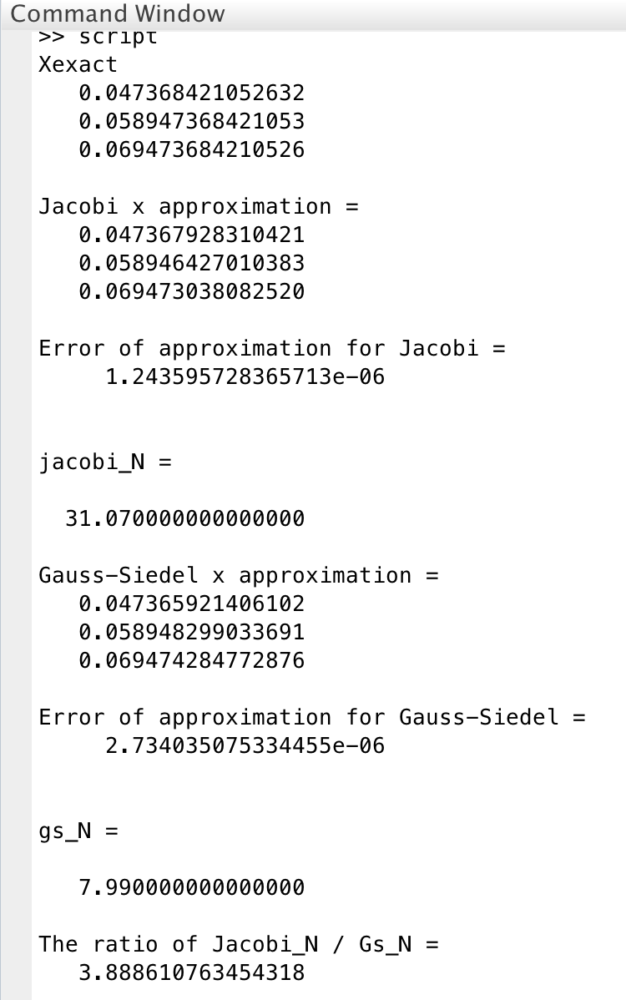 Command Window
>> script
Xexact
0.047368421052632
0.058947368421053
0.069473684210526
Jacobi x approximation =
0.047367928310421
0.058946427010383
0.069473038082520
Error of approximation for Jacobi =
1.243595728365713e-06
jacobi_N =
31.070000000000000
Gauss-Siedel x approximation =
0.047365921406102
0.058948299033691
0.069474284772876
Error of approximation for Gauss-Siedel =
2.734035075334455e-06
gs_N =
7.990000000000000
The ratio of Jacobi_N / Gs_N =
3.888610763454318